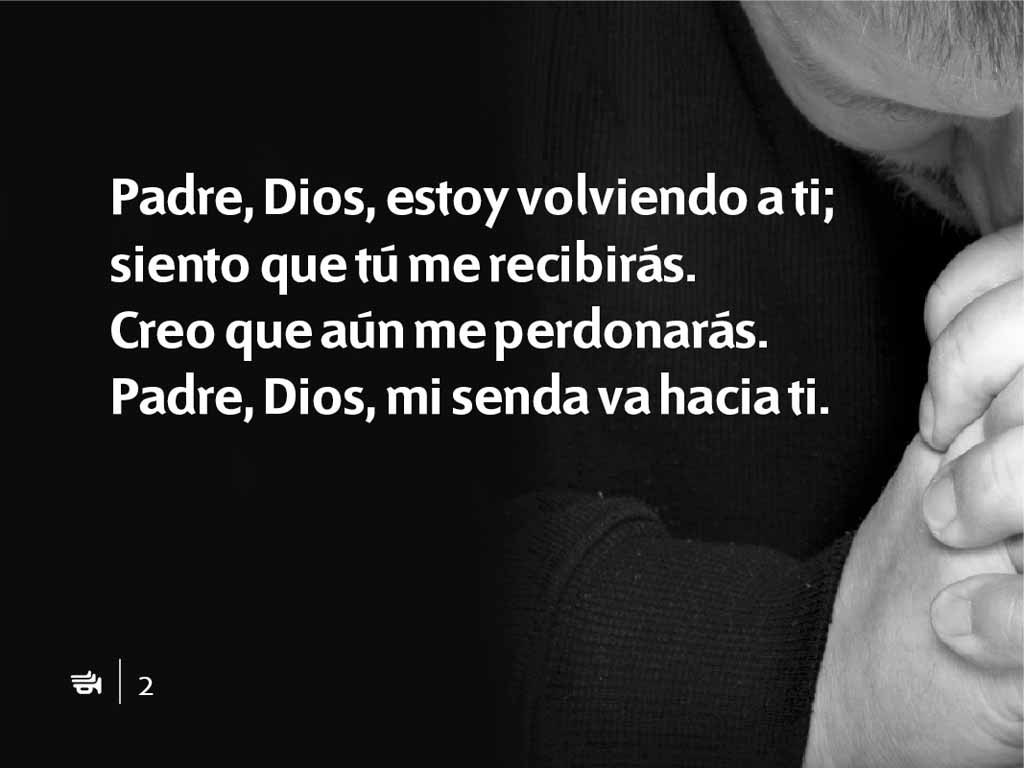 Padre, Dios, estoy volviendo a ti;
siento que tú me recibirás.
Creo que aún me perdonarás.
Padre, Dios, mi senda va hacia ti.
2